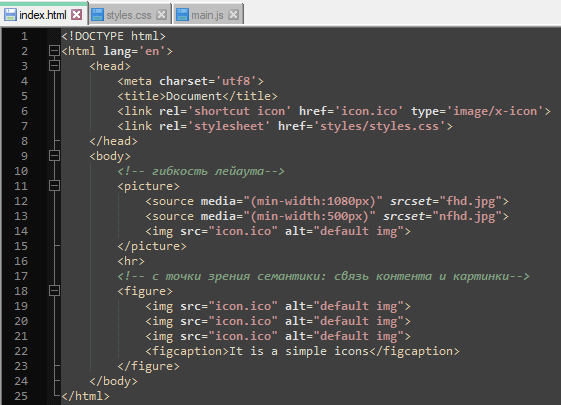 index.html styles.css main.js
1 <!DOCTYPE html>
2 <html lang='en'>
3 <head>
4 <meta charset='utf8'>
5 <title>Document</title>
6 <link rel='shortcut icon' href='icon.ico' type='image/x-icon'>
7 <link rel='stylesheet' href='styles/styles.css'>
8 </head>
9 <body>
10 <!-- гибкость лейаута-->
11 <picture>
12 <source media="(min-width:1080px)" srcset="fhd.jpg">
13 <source media="(min-width:500px)" srcset="nfhd.jpg">
14 <img src="icon.ico" alt="default img">
15 </picture>
16 <hr>
17 <!-- с точки зрения семантики: связь контента и картинки-->
18 <figure>
19 <img src="icon.ico" alt="default img">
20 <img src="icon.ico" alt="default img">
21 <img src="icon.ico" alt="default img">
22 <figcaption>It is a simple icons</figcaption>
23 </figure>
24 </body>
25 </html>